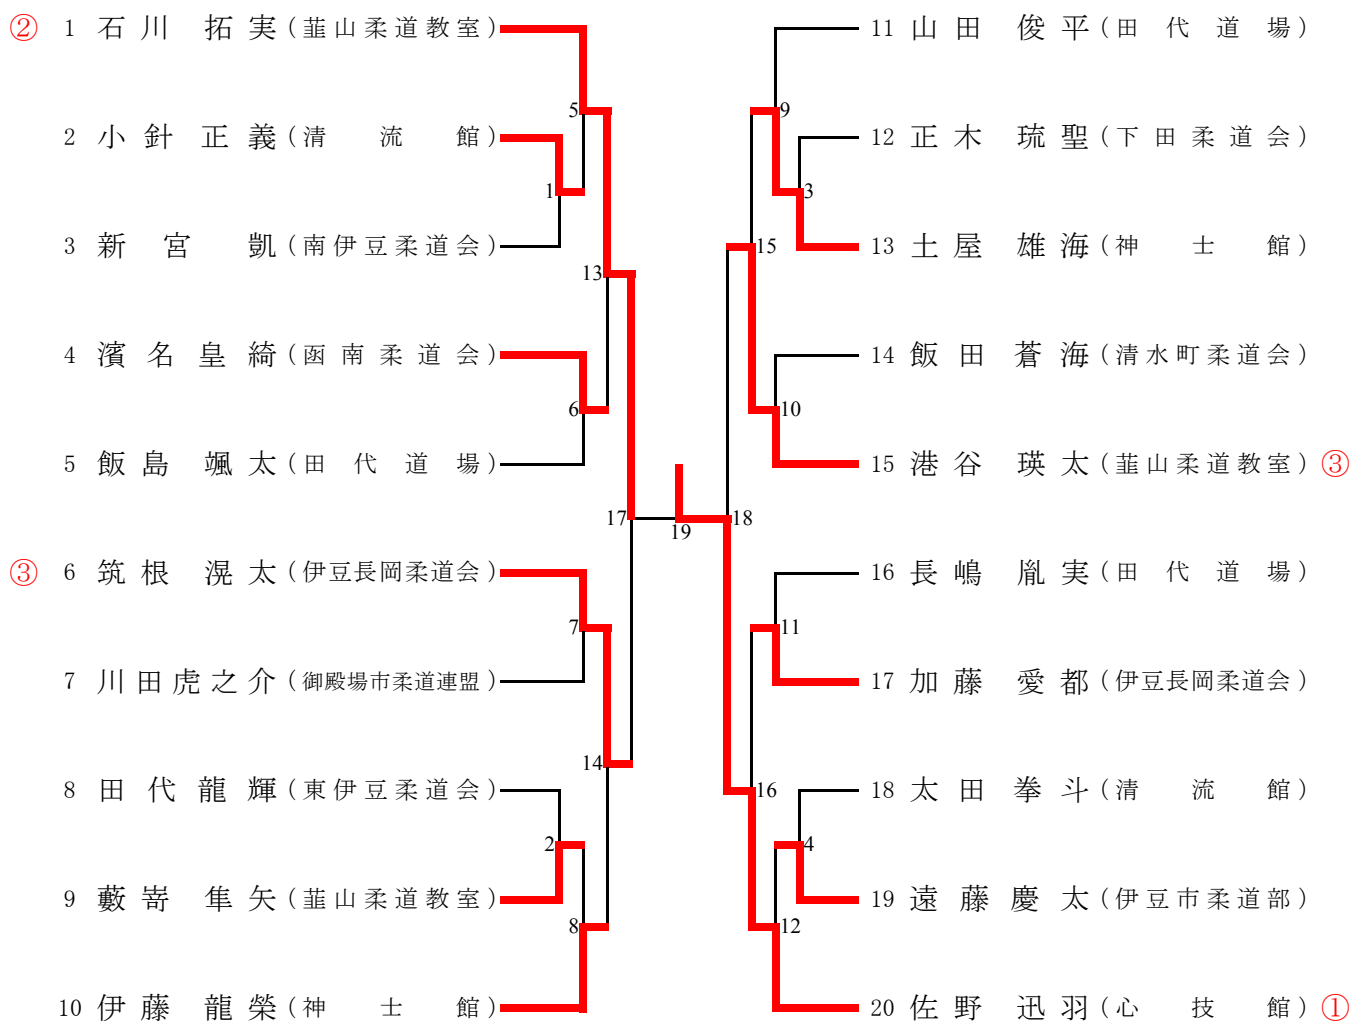 ② 1 石川 拓実 (韮山柔道教室)
2 小針 正義 (清流館)
3 新宮 凱 (南伊豆柔道会)
4 濱名皇綺 (函南柔道会)
5 飯島 颯太 (田代道場)
③ 6 筑根 滉太 (伊豆長岡柔道会)
7 川田虎之介 (御殿場市柔道連盟)
8 田代龍輝 (東伊豆柔道会)
9 藪嵜 隼矢 (韮山柔道教室)
10 伊藤 龍榮 (神士館)
5
1
13
6
17
7
14
2
8
19
9
3
15
10
18
11
16
4
12
11 山田 俊平 (田代道場)
12 正木 琉聖 (下田柔道会)
13 土屋 雄海 (神士館)
14 飯田蒼海 (清水町柔道会)
15 港谷 瑛太 (韮山柔道教室) ③
16 長嶋 胤実 (田代道場)
17 加藤 愛都 (伊豆長岡柔道会)
18 太田拳斗 (清流館)
19 遠藤慶太 (伊豆市柔道部)
20 佐野迅羽 (心技館) ①